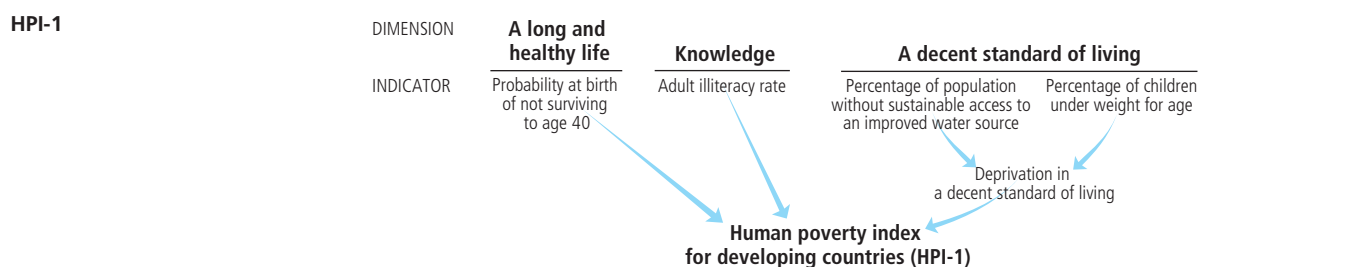 HPI-1
DIMENSION
A long and
healthy life
Knowledge
A decent standard of living
INDICATOR
Probability at birth
of not surviving
to age 40
Adult illiteracy rate
Percentage of population
without sustainable access to
an improved water source
Percentage of children
under weight for age
Deprivation in
a decent standard of living
Human poverty index
for developing countries (HPI-1)